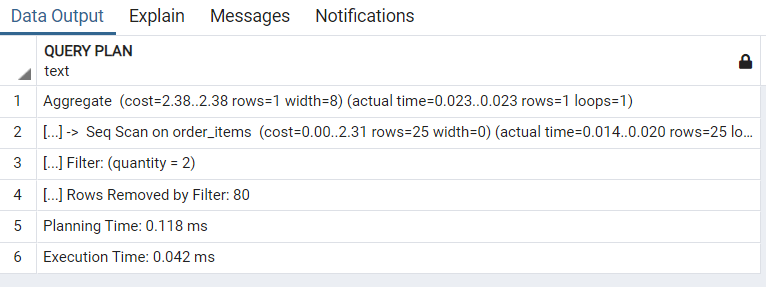 Data Output Explain Messages Notifications
QUERY PLAN
text
1 Aggregate (cost=2.38..2.38 rows=1 width=8) (actual time=0.023..0.023 rows=1 loops=1)
2 [...] -> Seq Scan on order_items (cost=0.00..2.31 rows=25 width=0) (actual time=0.014..0.020 rows=25 lo...
3 [...] Filter: (quantity = 2)
4 [...] Rows Removed by Filter: 80
5 Planning Time: 0.118 ms
6 Execution Time: 0.042 ms